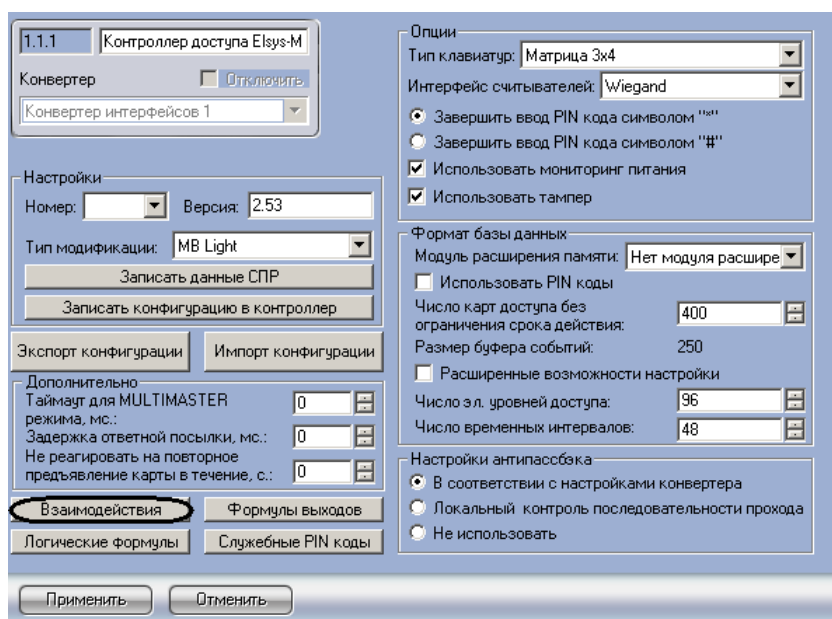 1.1.1
Контроллер доступа Elsys-M
Конвертер
Отключить
Конвертер интерфейсов 1
Настройки
Номер:
Версия: 2.53
Тип модификации: MB Light
Записать данные СПР
Записать конфигурацию в контроллер
Экспорт конфигурации
Импорт конфигурации
Дополнительно
Таймаут для MULTIMASTER
режима, мс.:
0
Задержка ответной посылки, мс.: 0
Не реагировать на повторное
предъявление карты в течение, с.: 0
Взаимодействия
Формулы выходов
Логические формулы
Служебные PIN коды
Опции
Тип клавиатур: Матрица 3x4
Интерфейс считывателей: Wiegand
Завершить ввод PIN кода символом "*"
Завершить ввод PIN кода символом "#"
Использовать мониторинг питания
Использовать тампер
Формат базы данных
Модуль расширения памяти: Нет модуля расшире
Использовать PIN коды
Число карт доступа без
ограничения срока действия:
400
Размер буфера событий: 250
Расширенные возможности настройки
Число эл. уровней доступа: 96
Число временных интервалов: 48
Настройки антипассбэка
В соответствии с настройками конвертера
Локальный контроль последовательности прохода
Не использовать
Применить
Отменить